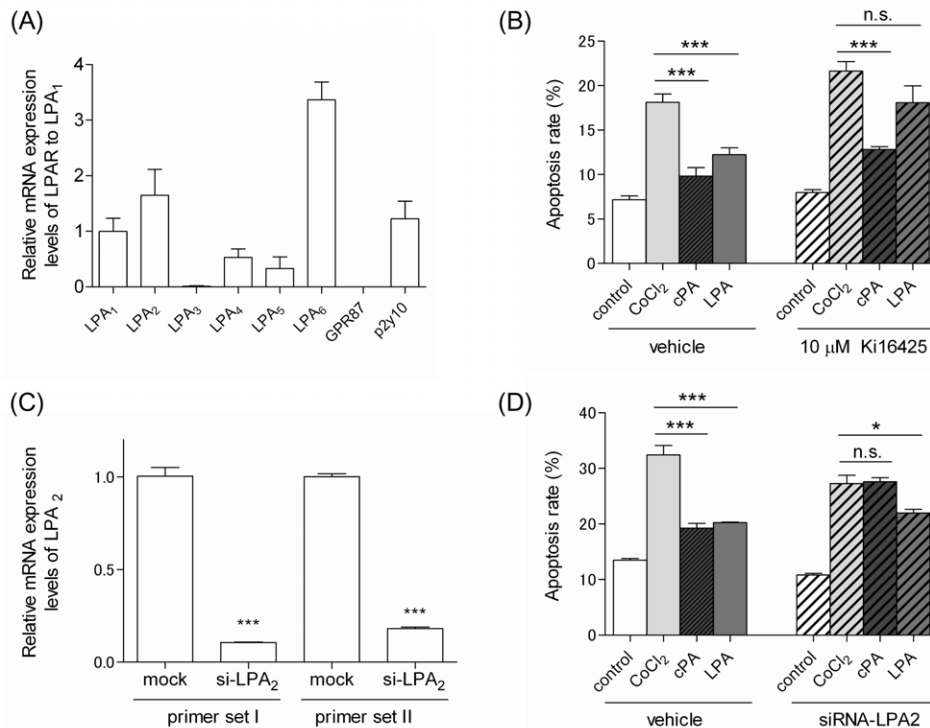 (A)
Relative mRNA expression
levels of LPAR to LPA1
4
3
2
1
0
LPA1
LPA2
LPA3
LPA4
LPA5
LPA6
GPR87
p2y10
(B)
Apoptosis rate (%)
25
20
15
10
5
0
***
***
n.s.
***
control
CoCl2
cPA
LPA
control
CoCl2
cPA
LPA
vehicle
10 μM Ki16425
(C)
Relative mRNA expression
levels of LPA 2
1.0
0.5
0.0
***
***
mock
si-LPA2
mock
si-LPA2
primer set I
primer set II
(D)
Apoptosis rate (%)
40
30
20
10
0
***
***
*
n.s.
control
CoCl2
cPA
LPA
control
CoCl2
cPA
LPA
vehicle
siRNA-LPA2